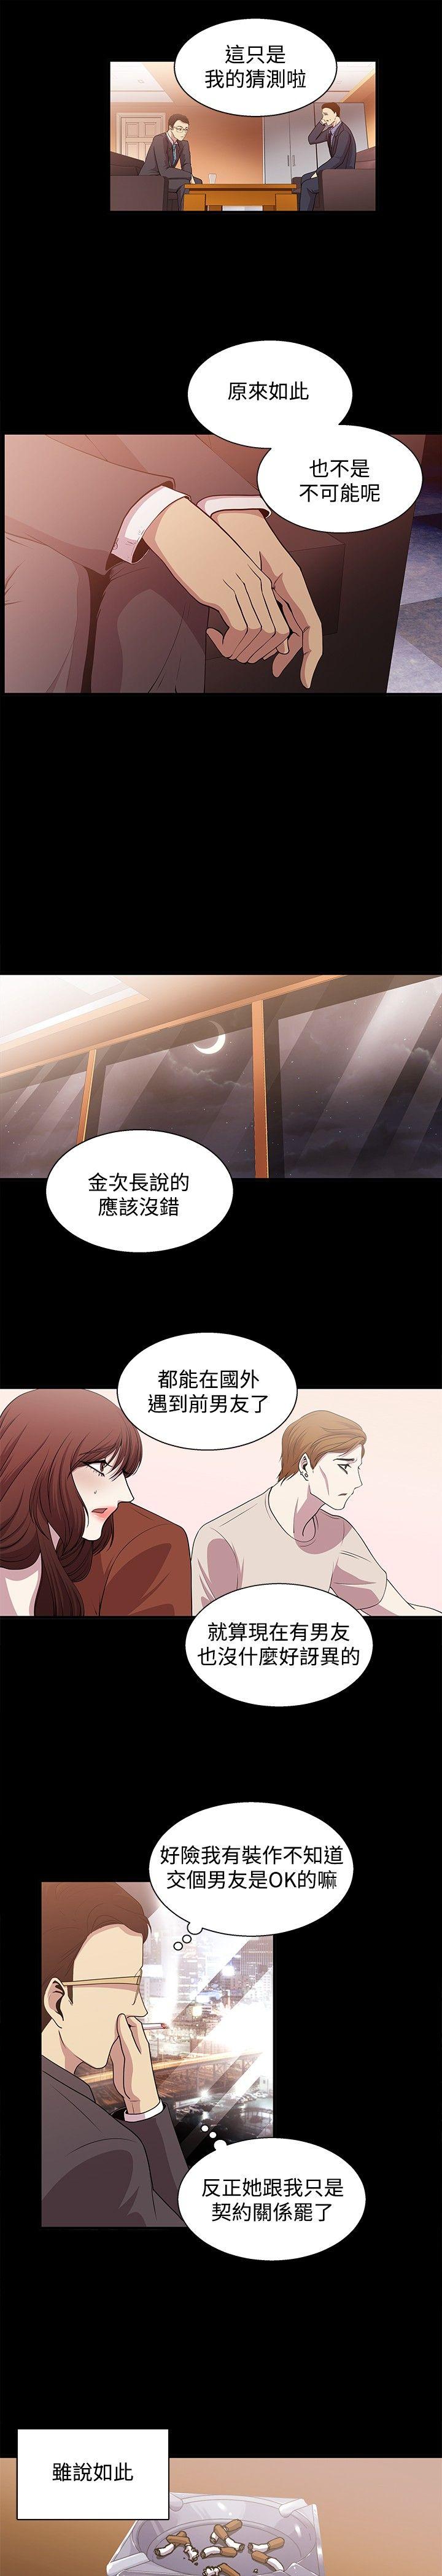 這只是
我的猜測啦
原來如此
也不是
不可能呢
金次長說的
應該沒錯
都能在國外
遇到前男友了
就算現在有男友
也沒什麼好訝異的
好險我有裝作不知道
交個男友是OK的嘛
反正她跟我只是
契約關係罷了
雖說如此